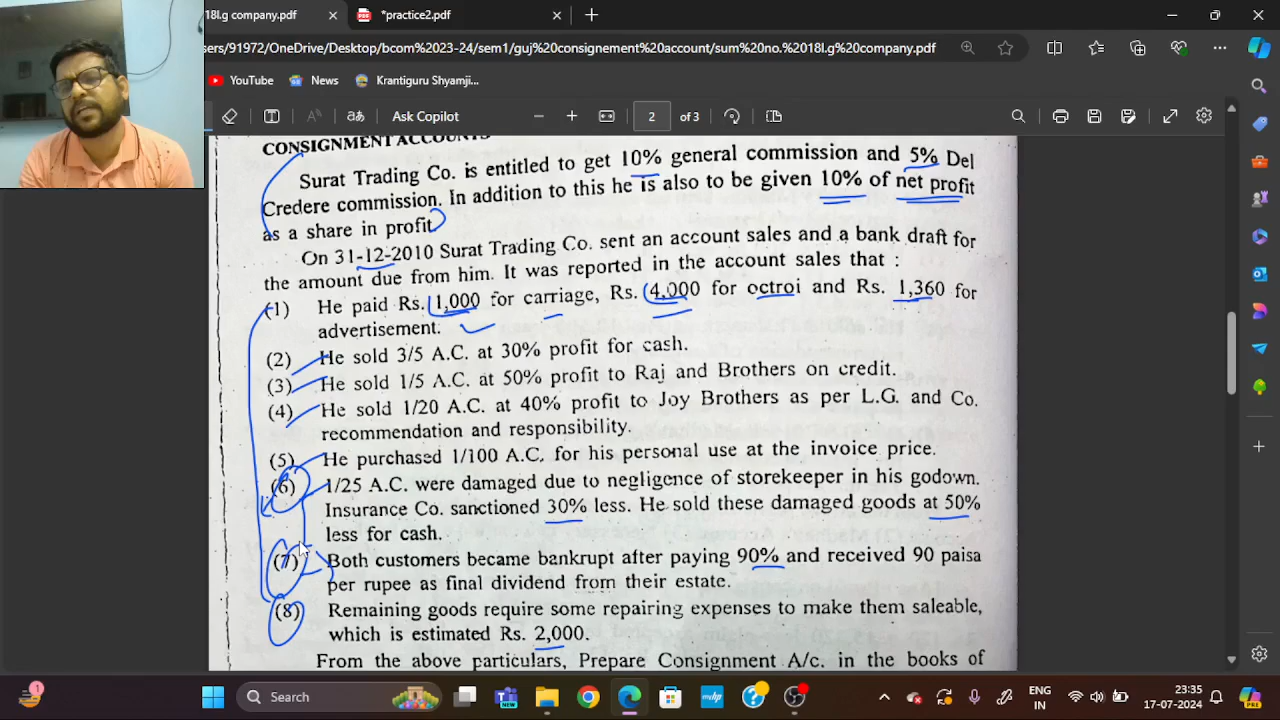 18l.g company.pdf
*practice2.pdf
sers/91972/OneDrive/Desktop/bcom%2023-24/sem1/guj%20consignement%20account/sum%20no.%2018l.g%20company.pdf
YouTube
News
Krantiguru Shyamji...
Ask Copilot
2
of 3
CONSIGNMENT ACCOUNTS
Surat Trading Co. is entitled to get 10% general commission and 5% Del
Credere commission. In addition to this he is also to be given 10% of net profit
as a share in profit
On 31-12-2010 Surat Trading Co. sent an account sales and a bank draft for
the amount due from him. It was reported in the account sales that :
(1) He paid Rs. 1,000 for carriage, Rs. 4,000 for octroi and Rs. 1,360 for
advertisement.
(2) He sold 3/5 A.C. at 30% profit for cash.
(3) He sold 1/5 A.C. at 50% profit to Raj and Brothers on credit.
(4) He sold 1/20 A.C. at 40% profit to Joy Brothers as per L.G. and Co.
recommendation and responsibility.
(5) He purchased 1/100 A.C. for his personal use at the invoice price.
(6) 1/25 A.C. were damaged due to negligence of storekeeper in his godown.
Insurance Co. sanctioned 30% less. He sold these damaged goods at 50%
less for cash.
(7) Both customers became bankrupt after paying 90% and received 90 paisa
per rupee as final dividend from their estate.
(8) Remaining goods require some repairing expenses to make them saleable,
which is estimated Rs. 2,000.
From the above particulars, Prepare Consignment A/c. in the books of
1
Search
NEW
mdp
PRE
ENG
IN
23:35
17-07-2024